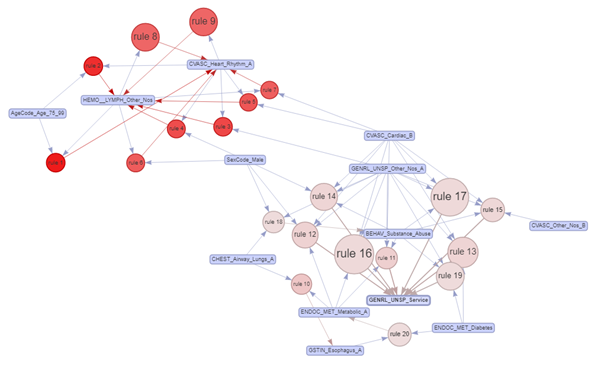 rule 9
rule 8
rule 2
CVASC_Heart_Rhythm_A
rule 7
HEMO__LYMPH_Other_Nos
rule 5
AgeCode_Age_75_99
rule 4
rule 3
CVASC_Cardiac_B
rule 1
rule 6
SexCode_Male
GENRL_UNSP_Other_Nos_A
rule 14
rule 17
rule 15
rule 18
CVASC_Other_Nos_B
rule 12
BEHAV_Substance_Abuse
rule 16
rule 13
CHEST_Airway_Lungs_A
rule 11
rule 19
rule 10
GENRL_UNSP_Service
ENDOC_MET_Metabolic_A
ENDOC_MET_Diabetes
rule 20
GSTIN_Esophagus_A